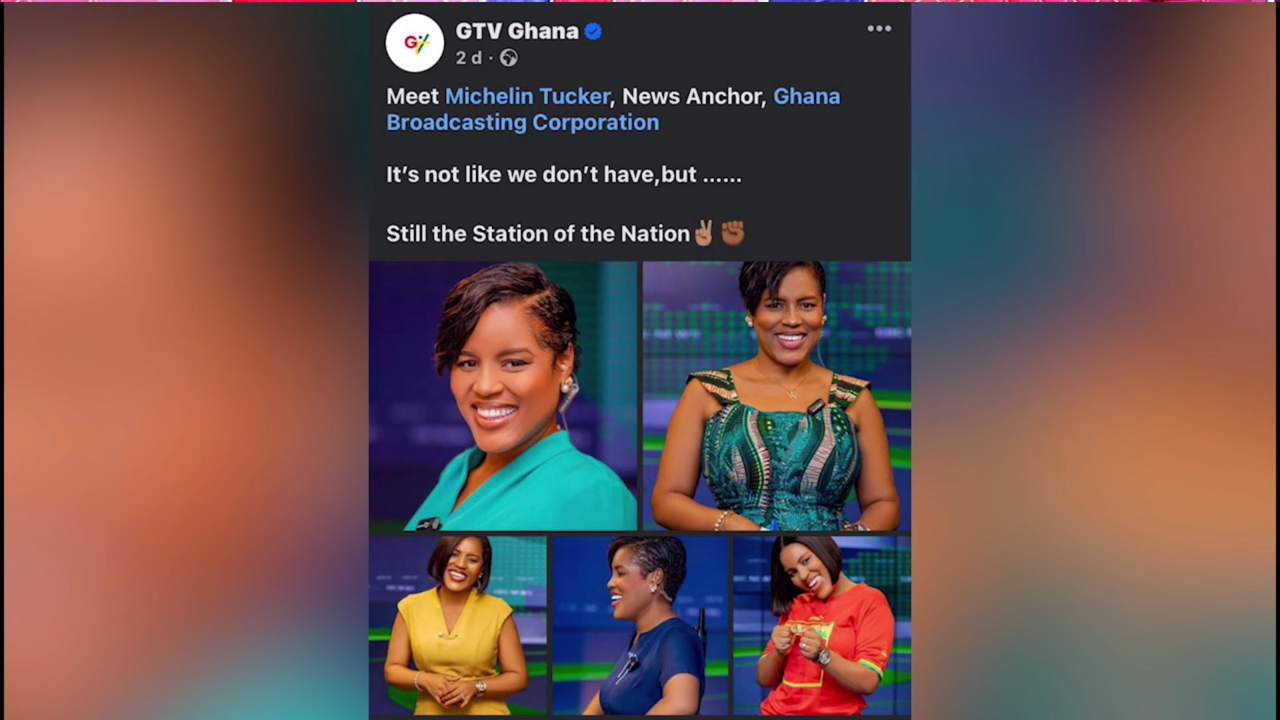 GTV Ghana
2 d ·
Meet Michelin Tucker, News Anchor, Ghana
Broadcasting Corporation
It's not like we don't have,but ......
Still the Station of the Nation✌🏽✊🏽